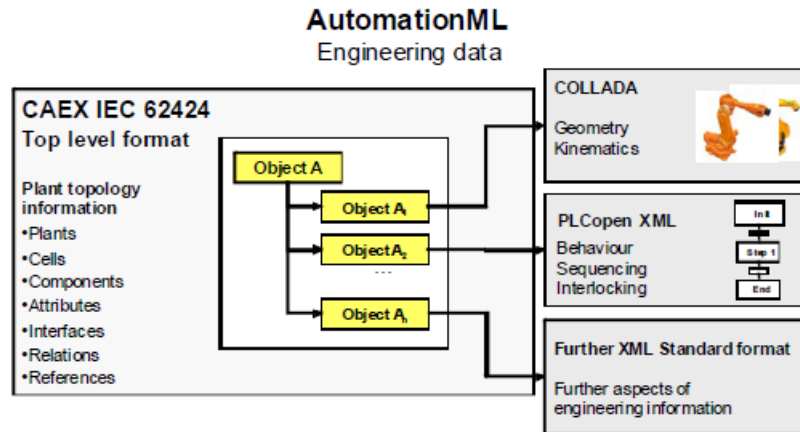 AutomationML
Engineering data
CAEX IEC 62424
Top level format
Plant topology
information
•Plants
•Cells
•Components
•Attributes
•Interfaces
•Relations
•References
Object A
Object A₁
Object A₂
...
Object Aₙ
COLLADA
Geometry
Kinematics
PLCopen XML
Behaviour
Sequencing
Interlocking
Init
Step 1
End
Further XML Standard format
Further aspects of
engineering information